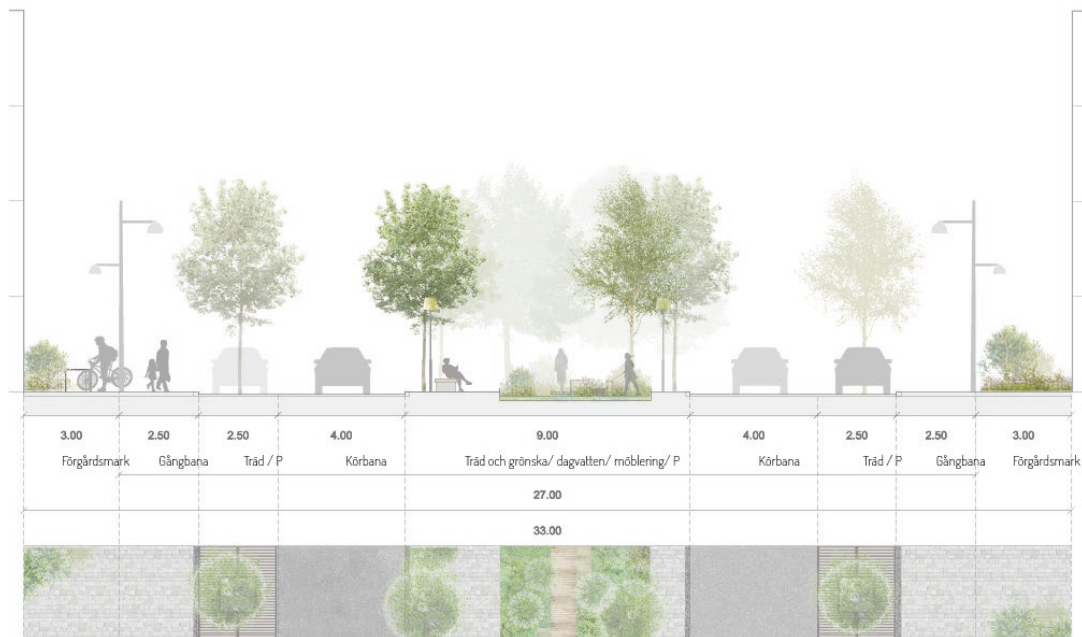 3.00 2.50 2.50 4.00 9.00 4.00 2.50 2.50 3.00
Förgårdsmark Gångbana Träd / P Körbana Träd och grönska/ dagvatten/ möblering/ P Körbana Träd / P Gångbana Förgårdsmark
27.00
33.00